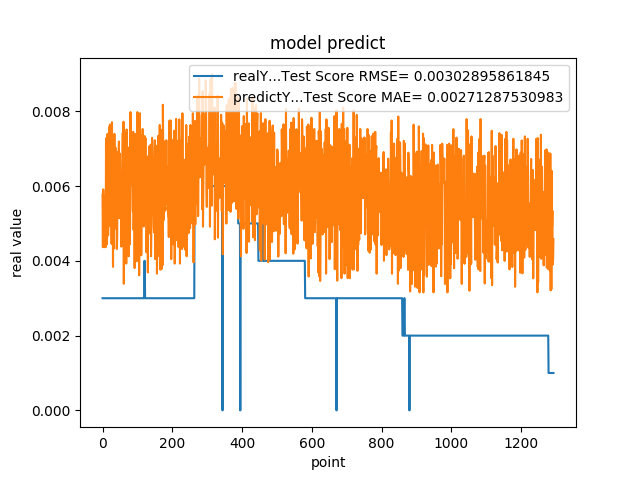 model predict
realY...Test Score RMSE= 0.00302895861845
predictY...Test Score MAE= 0.00271287530983
real value
0.008
0.006
0.004
0.002
0.000
0 200 400 600 800 1000 1200
point